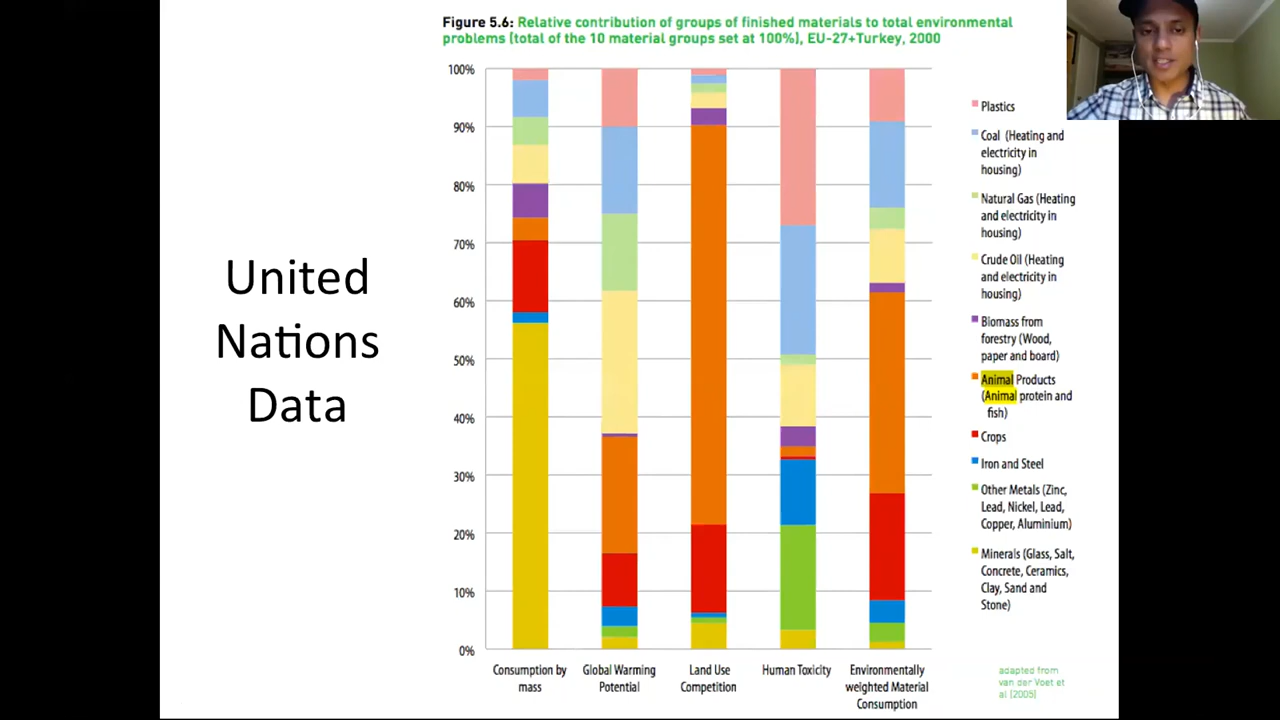 Figure 5.6: Relative contribution of groups of finished materials to total environmental
problems (total of the 10 material groups set at 100%), EU-27+Turkey, 2000
United
Nations
Data
100%
90%
80%
70%
60%
50%
40%
30%
20%
10%
0%
Consumption by
mass
Global Warming
Potential
Land Use
Competition
Human Toxicity
Environmentally
weighted Material
Consumption
Plastics
Coal (Heating and
electricity in
housing)
Natural Gas (Heating
and electricity in
housing)
Crude Oil (Heating
and electricity in
housing)
Biomass from
forestry (Wood,
paper and board)
Animal Products
(Animal protein and
fish)
Crops
Iron and Steel
Other Metals (Zinc,
Lead, Nickel, Lead,
Copper, Aluminium)
Minerals (Glass, Salt,
Concrete, Ceramics,
Clay, Sand and
Stone)
adapted from
van der Voet et
al (2005)